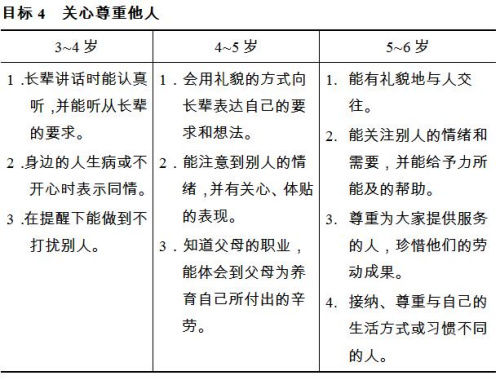 目标 4　关心尊重他人
3~4 岁
4~5 岁
5~6 岁
1 .长辈讲话时能认真
听 ,并能听从长辈
的要求。
2 .身边的人生病或不
开心时表示同情。
3 .在提醒下能做到不
打扰别人。
1 . 会用礼貌的方式向
长辈表达自己的要
求和想法。
2 . 能注意到别人的情
绪 ,并有关心、体贴
的表现。
3 . 知道父母的职业 ,
能体会到父母为养
育自己所付出的辛
劳。
1. 能有礼貌地与人交
往。
2. 能关注别人的情绪和
需要 , 并能给予力所
能及的帮助。
3. 尊重为大家提供服务
的人 , 珍惜他们的劳
动成果。
4. 接纳、尊重与自己的
生活方式或习惯不同
的人。